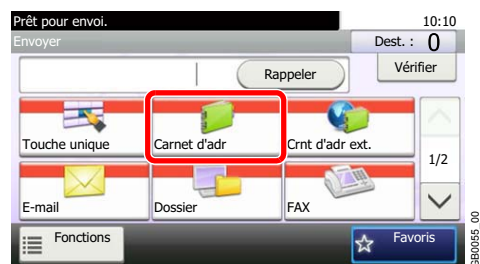 Prêt pour envoi.
10:10
Envoyer
Dest. : 0
Rappeler
Vérifier
Touche unique
Carnet d'adr
Crnt d'adr ext.
1/2
E-mail
Dossier
FAX
Fonctions
Favoris
GB0055_00